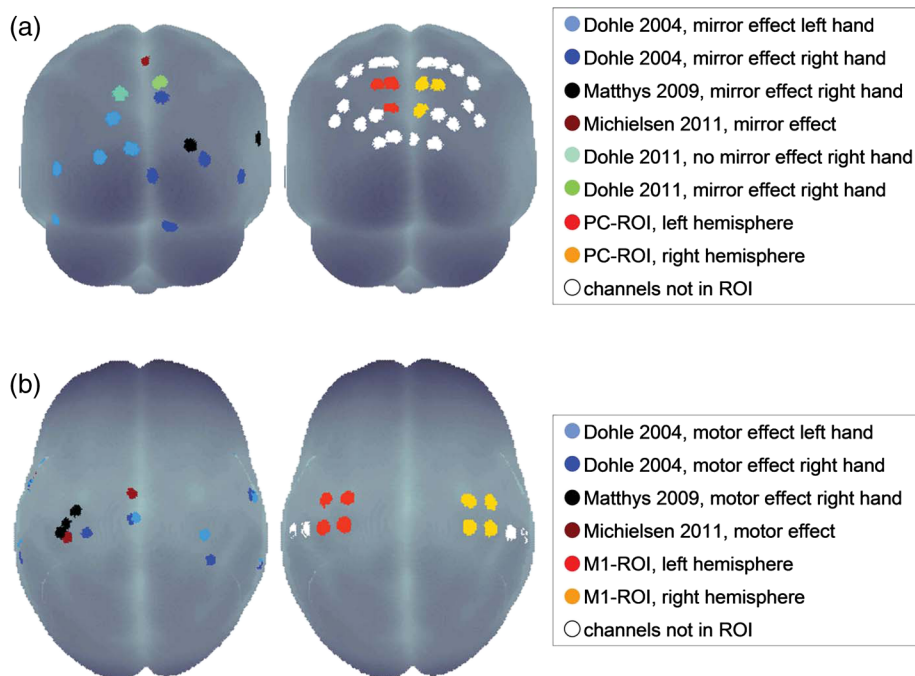 (a)
Dohle 2004, mirror effect left hand
Dohle 2004, mirror effect right hand
Matthys 2009, mirror effect right hand
Michielsen 2011, mirror effect
Dohle 2011, no mirror effect right hand
Dohle 2011, mirror effect right hand
PC-ROI, left hemisphere
PC-ROI, right hemisphere
channels not in ROI
(b)
Dohle 2004, motor effect left hand
Dohle 2004, motor effect right hand
Matthys 2009, motor effect right hand
Michielsen 2011, motor effect
M1-ROI, left hemisphere
M1-ROI, right hemisphere
channels not in ROI